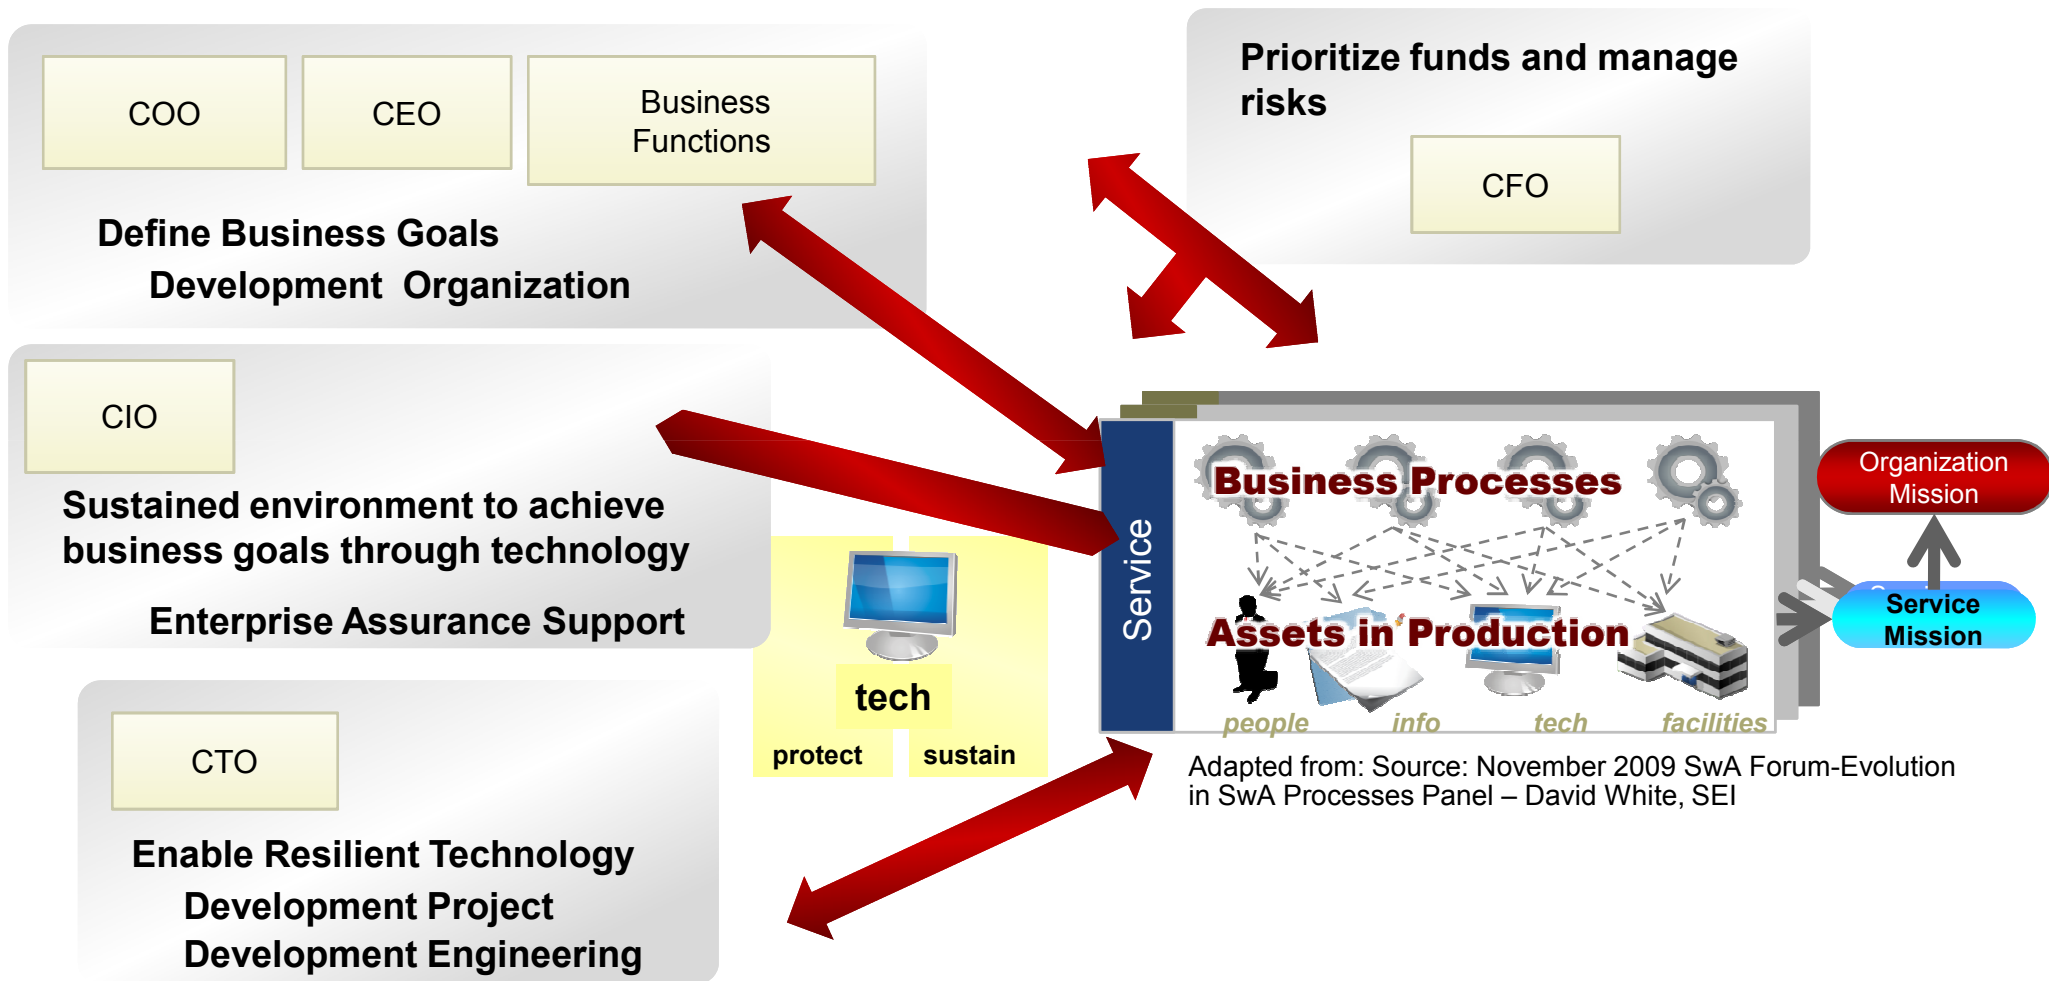 COO
CEO
Business
Functions
Define Business Goals
Development Organization
Prioritize funds and manage
risks
CFO
CIO
Sustained environment to achieve
business goals through technology
Enterprise Assurance Support
tech
protect
sustain
CTO
Enable Resilient Technology
Development Project
Development Engineering
Service
Business Processes
Assets in Production
people
info
tech
facilities
Organization
Mission
Service
Mission
Adapted from: Source: November 2009 SwA Forum-Evolution
in SwA Processes Panel – David White, SEI